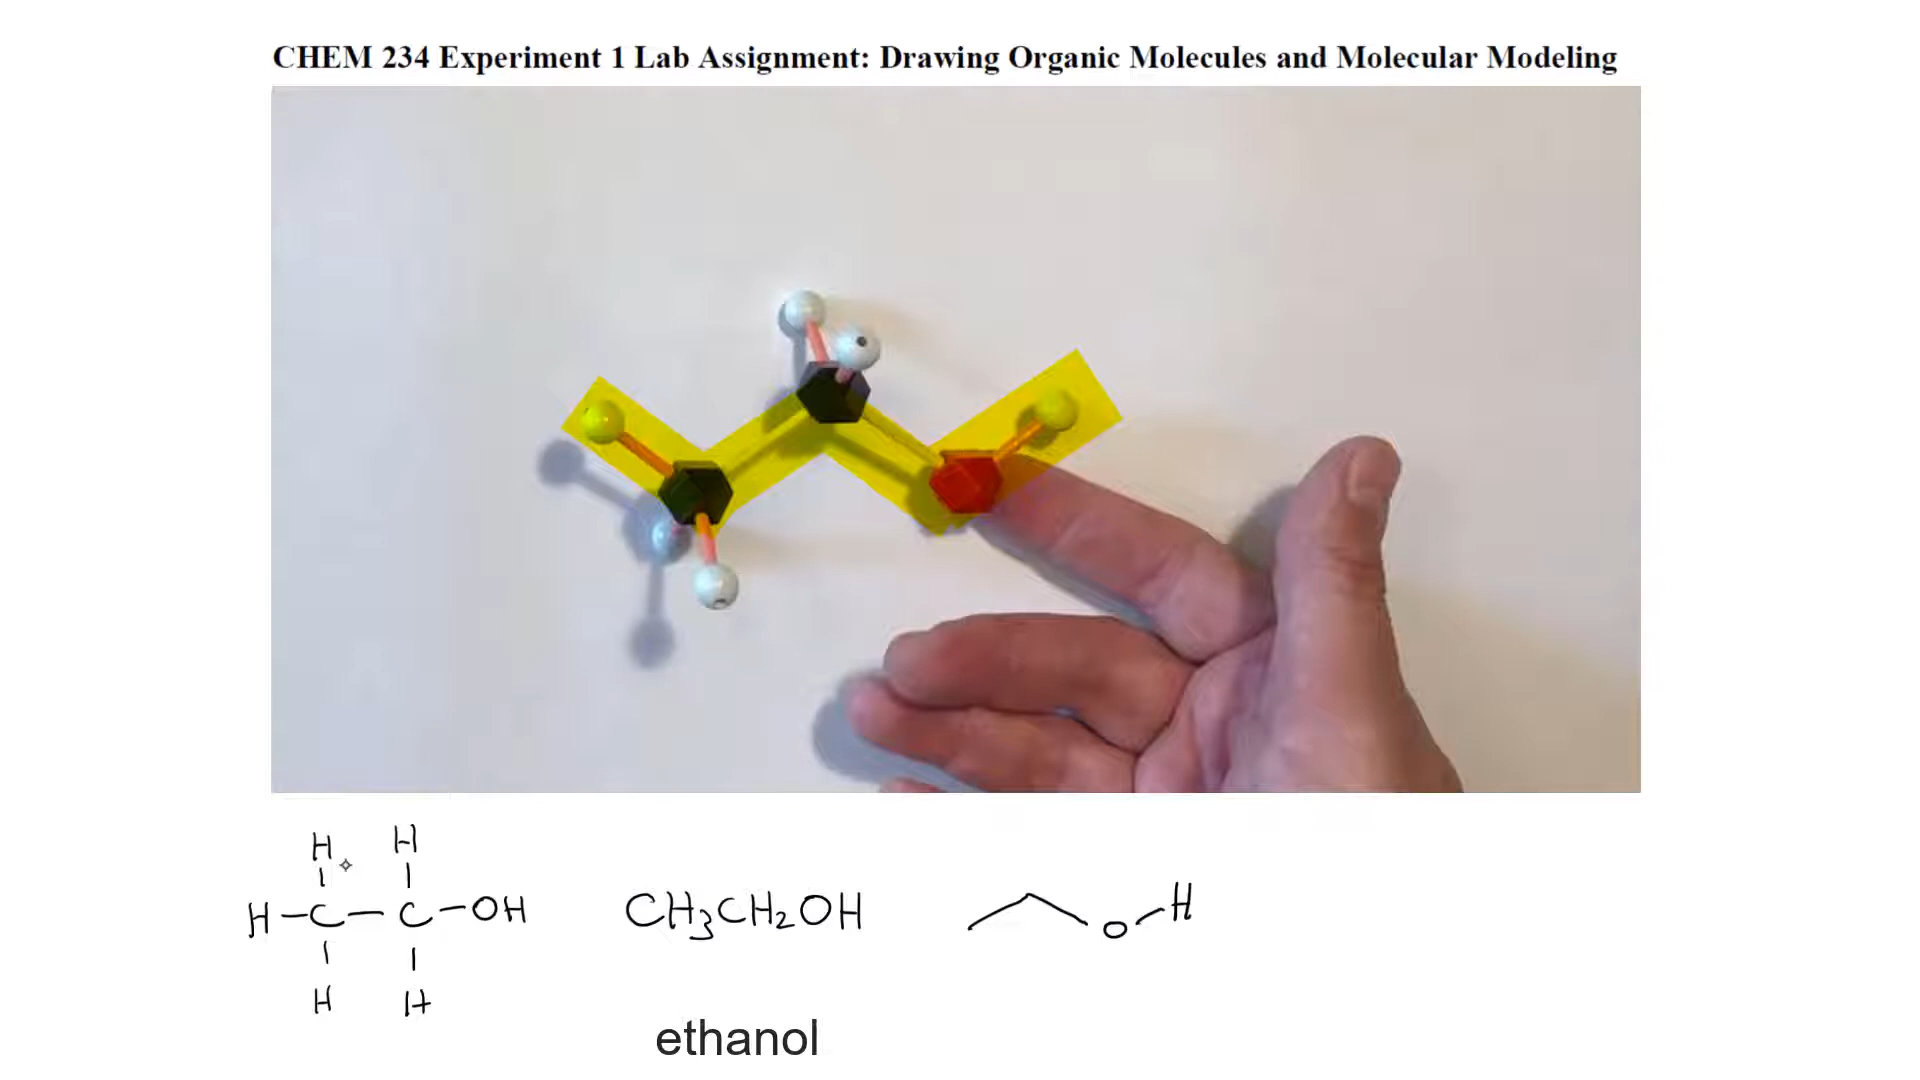 CHEM 234 Experiment 1 Lab Assignment: Drawing Organic Molecules and Molecular Modeling
H H
H-C-C-OH
H H
CH₃CH₂OH
O-H
ethanol